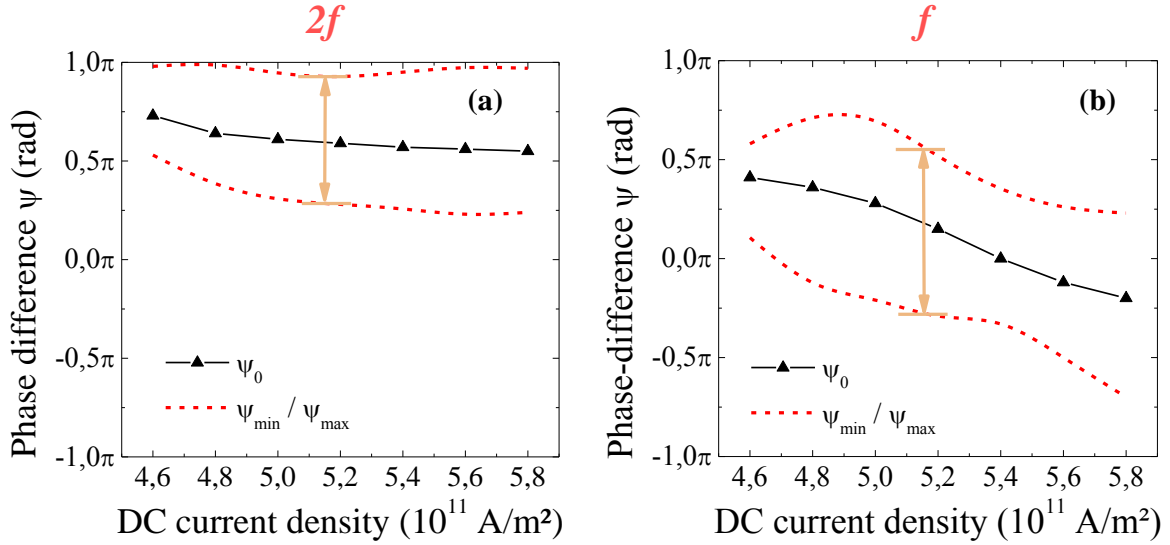 2f
f
1,0π
0,5π
0,0π
-0,5π
-1,0π
Phase difference ψ (rad)
(a)
ψ0
ψmin / ψmax
4,6 4,8 5,0 5,2 5,4 5,6 5,8
DC current density (10¹¹ A/m²)
1,0π
0,5π
0,0π
-0,5π
-1,0π
Phase-difference ψ (rad)
(b)
ψ0
ψmin / ψmax
4,6 4,8 5,0 5,2 5,4 5,6 5,8
DC current density (10¹¹ A/m²)